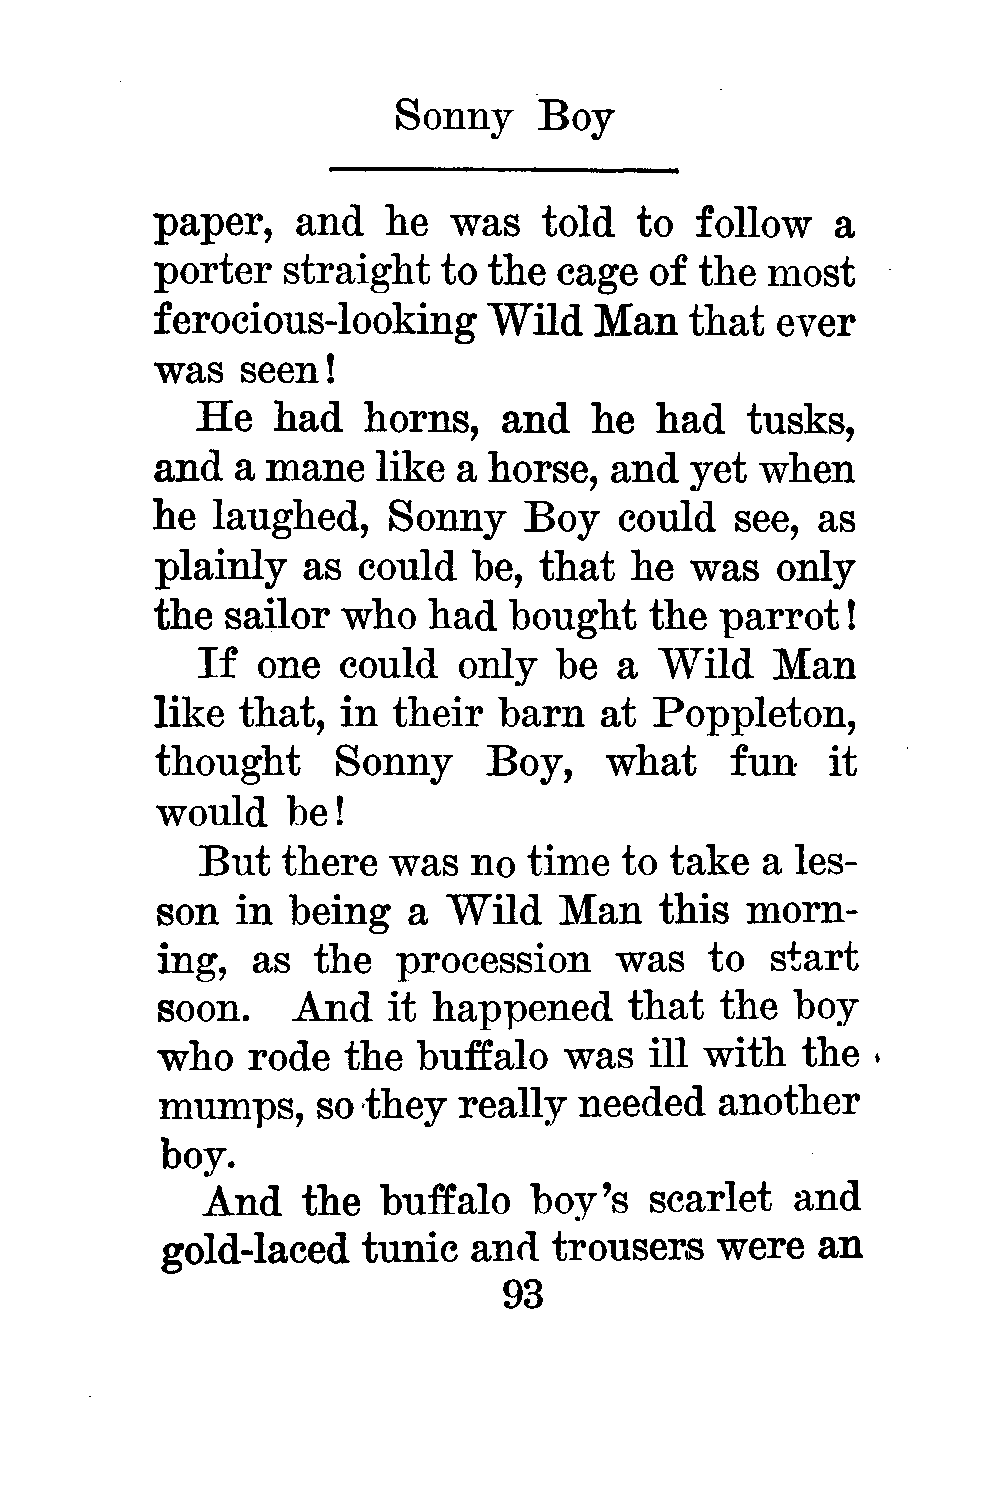 Sonny Boy
paper, and he was told to follow a
porter straight to the cage of the most
ferocious-looking Wild Man that ever
was seen!
He had horns, and he had tusks,
and a mane like a horse, and yet when
he laughed, Sonny Boy could see, as
plainly as could be, that he was only
the sailor who had bought the parrot!
If one could only be a Wild Man
like that, in their barn at Poppleton,
thought Sonny Boy, what fun it
would be!
But there was no time to take a les-
son in being a Wild Man this morn-
ing, as the procession was to start
soon. And it happened that the boy
who rode the buffalo was ill with the
mumps, so they really needed another
boy.
And the buffalo boy's scarlet and
gold-laced tunic and trousers were an
93